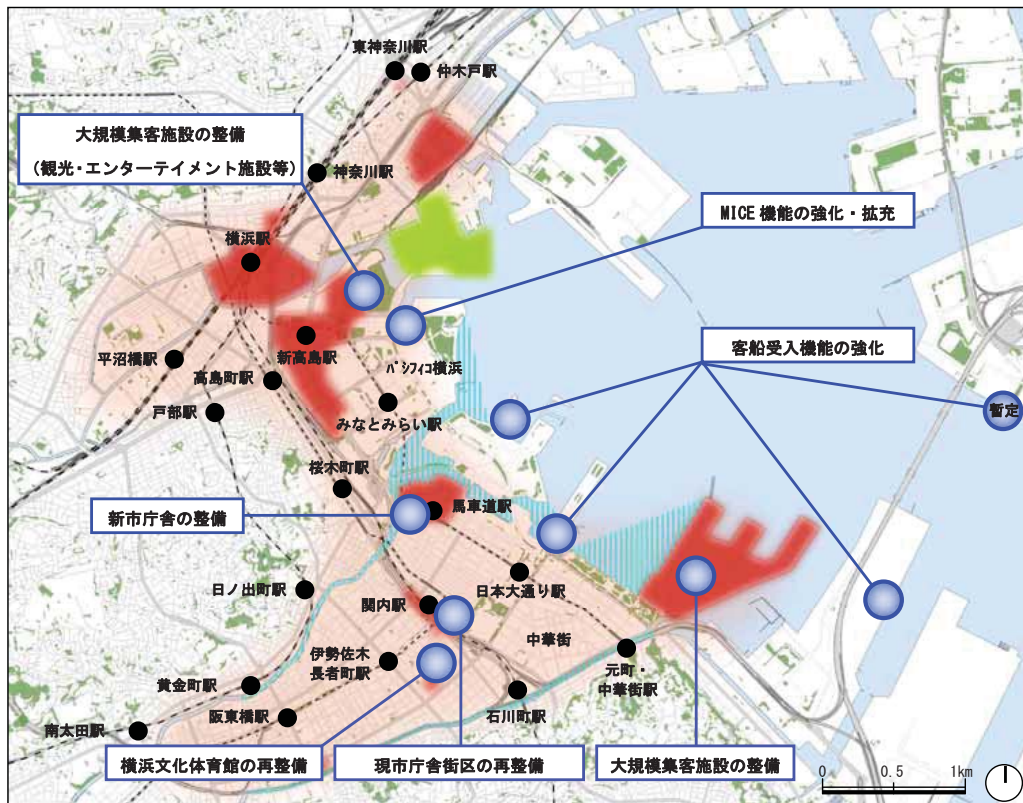 東神奈川駅
仲木戸駅
大規模集客施設の整備
(観光・エンターテイメント施設等)
神奈川駅
MICE 機能の強化・拡充
横浜駅
客船受入機能の強化
新高島駅
平沼橋駅
パシフィコ横浜
高島町駅
暫定
戸部駅
みなとみらい駅
桜木町駅
新市庁舎の整備
馬車道駅
日ノ出町駅
日本大通り駅
関内駅
中華街
伊勢佐木
長者町駅
元町・
中華街駅
黄金町駅
石川町駅
阪東橋駅
南太田駅
横浜文化体育館の再整備
現市庁舎街区の再整備
大規模集客施設の整備
0 0.5 1km